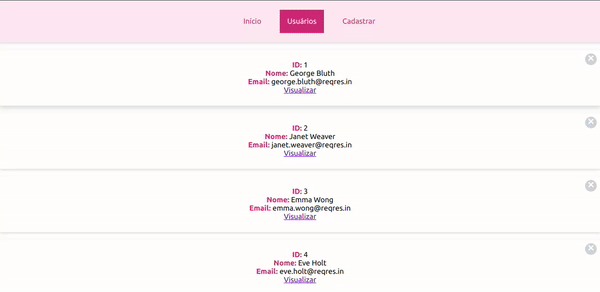 Início Usuários Cadastrar
ID: 1
Nome: George Bluth
Email: george.bluth@reqres.in
Visualizar
ID: 2
Nome: Janet Weaver
Email: janet.weaver@reqres.in
Visualizar
ID: 3
Nome: Emma Wong
Email: emma.wong@reqres.in
Visualizar
ID: 4
Nome: Eve Holt
Email: eve.holt@reqres.in
Visualizar